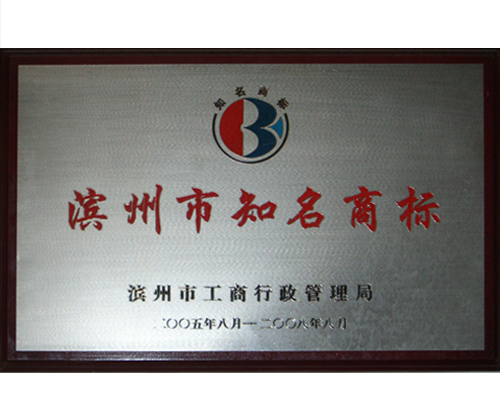 知名商标
滨州市知名商标
滨州市工商行政管理局
二〇〇五年八月—二〇〇八年八月